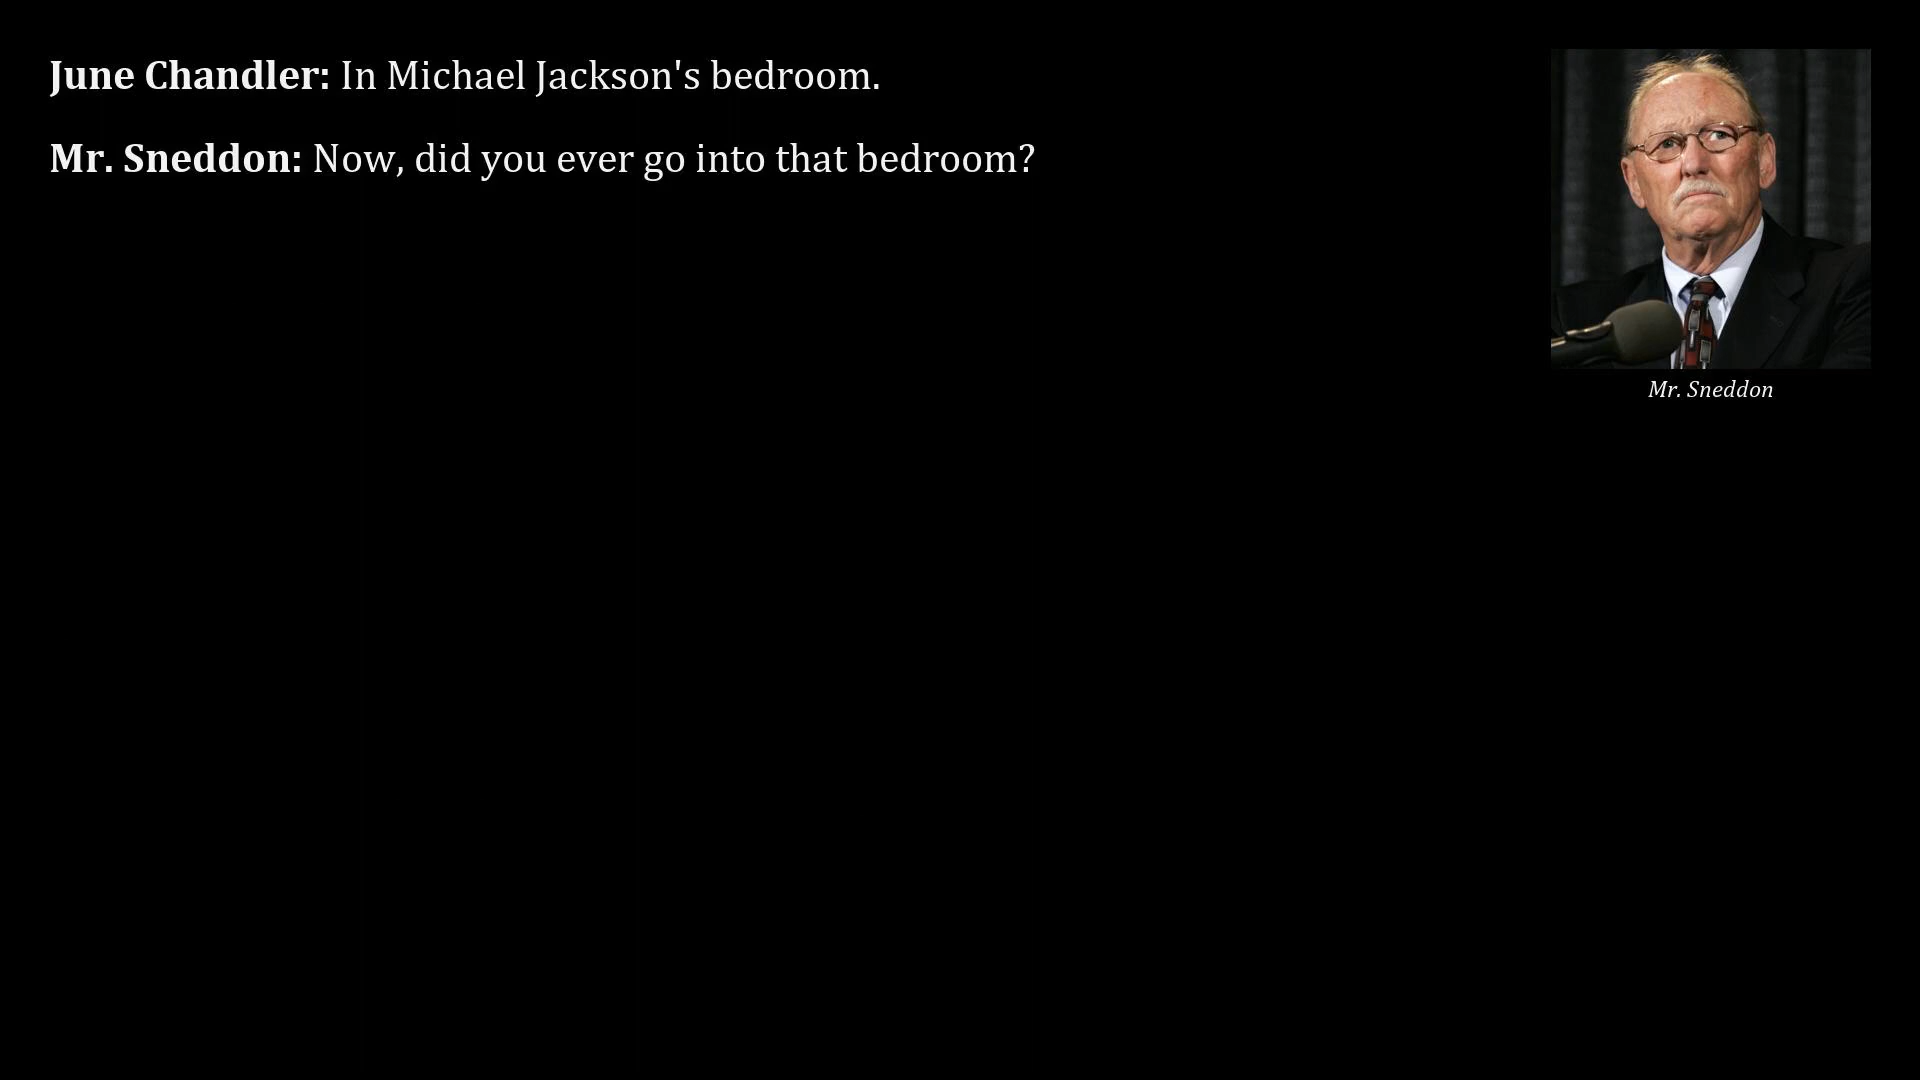 June Chandler: In Michael Jackson's bedroom.
Mr. Sneddon: Now, did you ever go into that bedroom?
Mr. Sneddon